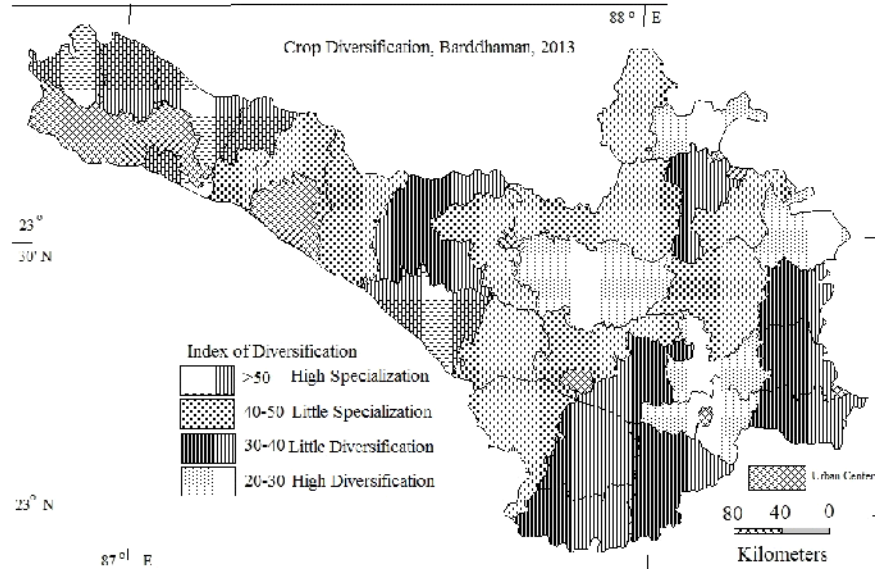 88° E
Crop Diversification, Barddhaman, 2013
23°
30' N
Index of Diversification
>50 High Specialization
40-50 Little Specialization
30-40 Little Diversification
20-30 High Diversification
Urban Center
23° N
80 40 0
Kilometers
87° E